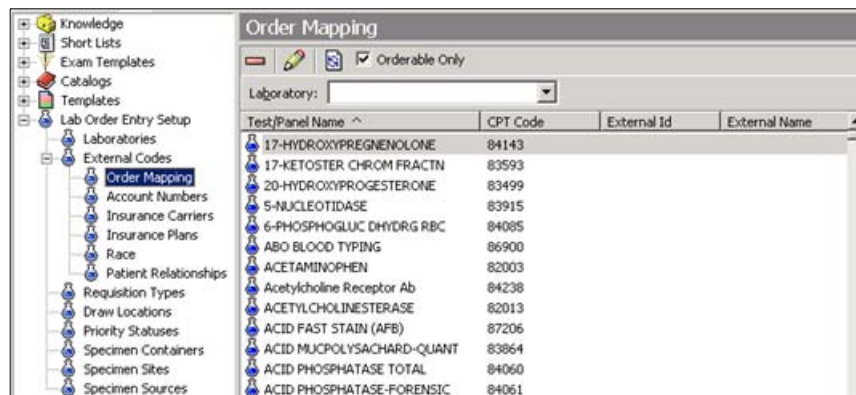 Knowledge
Short Lists
Exam Templates
Catalogs
Templates
Lab Order Entry Setup
Laboratories
External Codes
Order Mapping
Account Numbers
Insurance Carriers
Insurance Plans
Race
Patient Relationships
Requisition Types
Draw Locations
Priority Statuses
Specimen Containers
Specimen Sites
Specimen Sources
Order Mapping
Orderable Only
Laboratory:
Test/Panel Name CPT Code External Id External Name
17-HYDROXYPREGNENOLONE 84143
17-KETOSTER CHROM FRACTN 83593
20-HYDROXYPROGESTERONE 83499
5-NUCLEOTIDASE 83915
6-PHOSPHOGLUC DHYDRG RBC 84085
ABO BLOOD TYPING 86900
ACETAMINOPHEN 82003
Acetylcholine Receptor Ab 84238
ACETYLCHOLINESTERASE 82013
ACID FAST STAIN (AFB) 87206
ACID MUCPOLYSACHARD-QUANT 83864
ACID PHOSPHATASE TOTAL 84060
ACID PHOSPHATASE-FORENSIC 84061